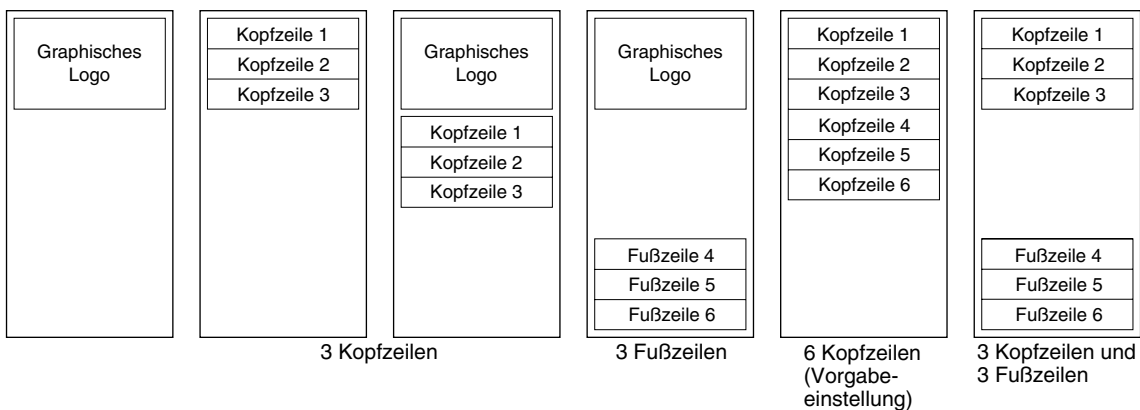 Graphisches
Logo
Kopfzeile 1
Kopfzeile 2
Kopfzeile 3
Graphisches
Logo
Kopfzeile 1
Kopfzeile 2
Kopfzeile 3
3 Kopfzeilen
Graphisches
Logo
Fußzeile 4
Fußzeile 5
Fußzeile 6
3 Fußzeilen
Kopfzeile 1
Kopfzeile 2
Kopfzeile 3
Kopfzeile 4
Kopfzeile 5
Kopfzeile 6
6 Kopfzeilen
(Vorgabe-
einstellung)
Kopfzeile 1
Kopfzeile 2
Kopfzeile 3
Fußzeile 4
Fußzeile 5
Fußzeile 6
3 Kopfzeilen und
3 Fußzeilen